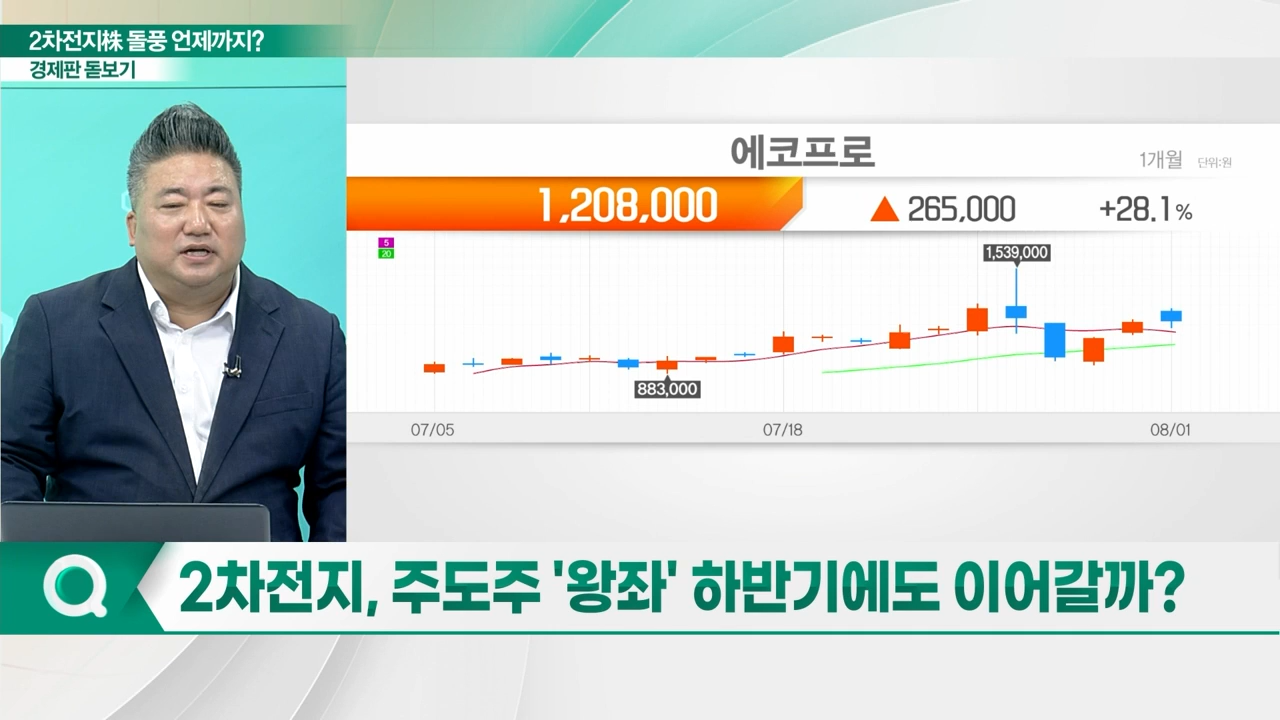 2차전지株 돌풍 언제까지?
경제판 돋보기
에코프로
1개월 단위:원
1,208,000
▲ 265,000
+28.1%
5
20
1,539,000
883,000
07/05
07/18
08/01
2차전지, 주도주 '왕좌' 하반기에도 이어갈까?